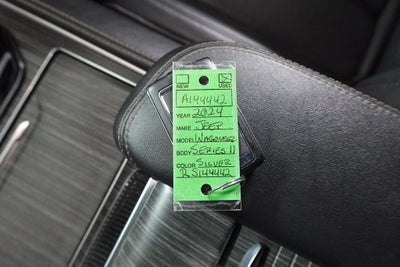 NEW USED
A144442
YEAR 2024
MAKE JEEP
MODEL WAGONEER
BODY SERIES II
COLOR SILVER
RS144442